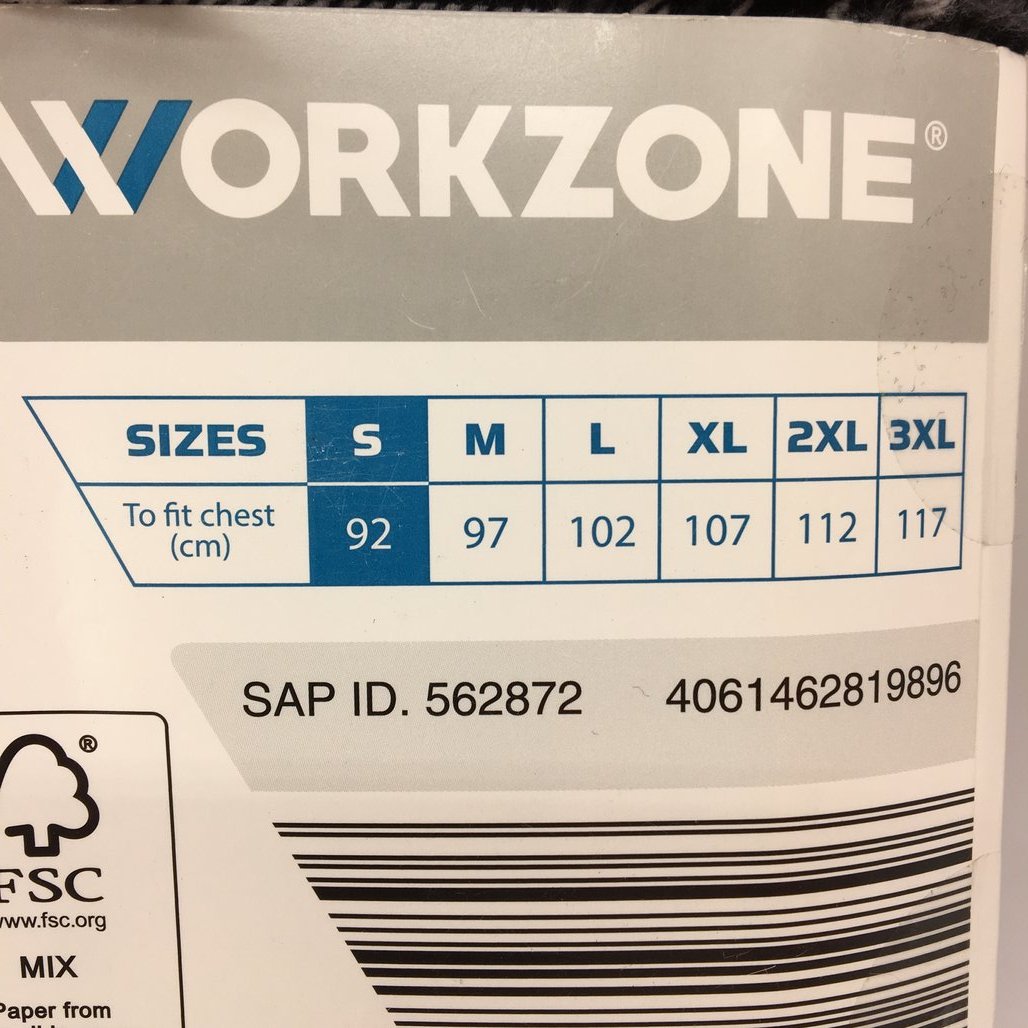 WORKZONE®
SIZES S M L XL 2XL 3XL
To fit chest
(cm) 92 97 102 107 112 117
SAP ID. 562872 4061462819896
®
FSC
www.fsc.org
MIX
Paper from